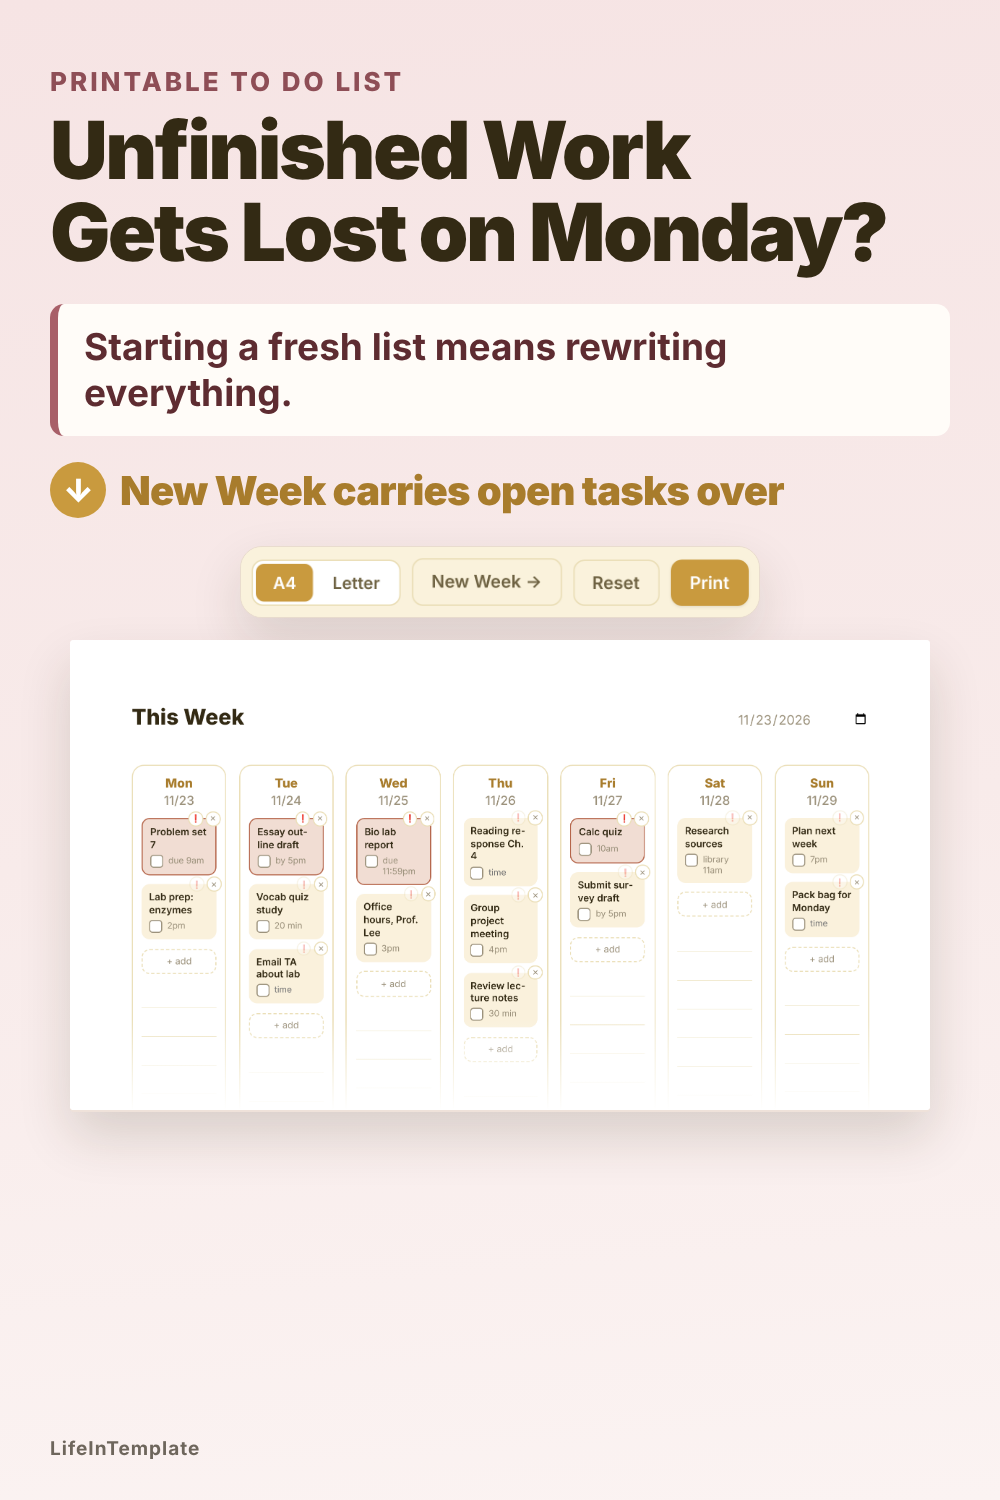 PRINTABLE TO DO LIST
Unfinished Work
Gets Lost on Monday?
Starting a fresh list means rewriting
everything.
New Week carries open tasks over
A4
Letter
New Week →
Reset
Print
This Week
11/23/2026
Mon
11/23
Problem set
7
due 9am
Lab prep:
enzymes
2pm
+ add
Tue
11/24
Essay out-
line draft
by 5pm
Vocab quiz
study
20 min
Email TA
about lab
time
+ add
Wed
11/25
Bio lab
report
due
11:59pm
Office
hours, Prof.
Lee
3pm
+ add
Thu
11/26
Reading re-
sponse Ch.
4
time
Group
project
meeting
4pm
Review lec-
ture notes
30 min
+ add
Fri
11/27
Calc quiz
10am
Submit sur-
vey draft
by 5pm
+ add
Sat
11/28
Research
sources
library
11am
+ add
Sun
11/29
Plan next
week
7pm
Pack bag for
Monday
time
+ add
LifeInTemplate